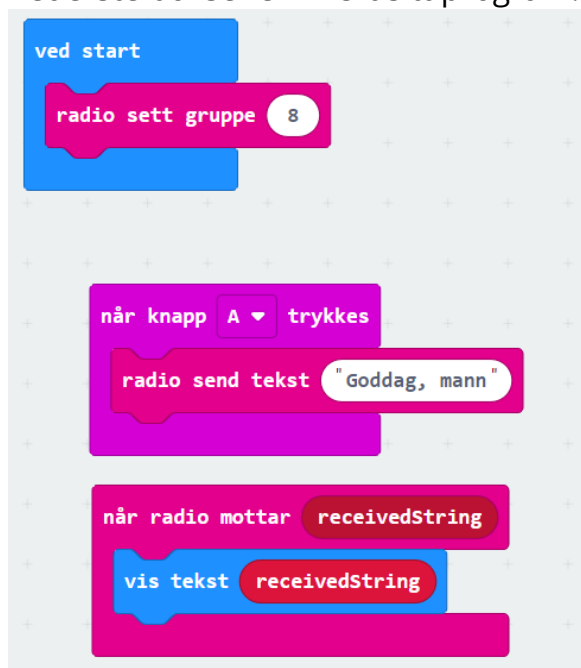 ved start
radio sett gruppe 8
når knapp A trykkes
radio send tekst "Goddag, mann"
når radio mottar receivedString
vis tekst receivedString